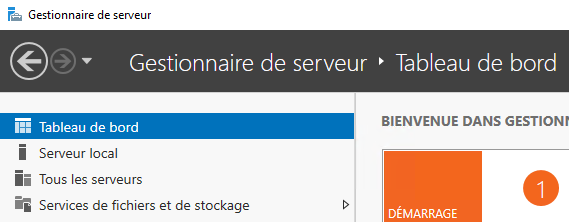 Gestionnaire de serveur
Gestionnaire de serveur ‣ Tableau de bord
Tableau de bord
Serveur local
Tous les serveurs
Services de fichiers et de stockage
BIENVENUE DANS GESTIONN
DÉMARRAGE
1